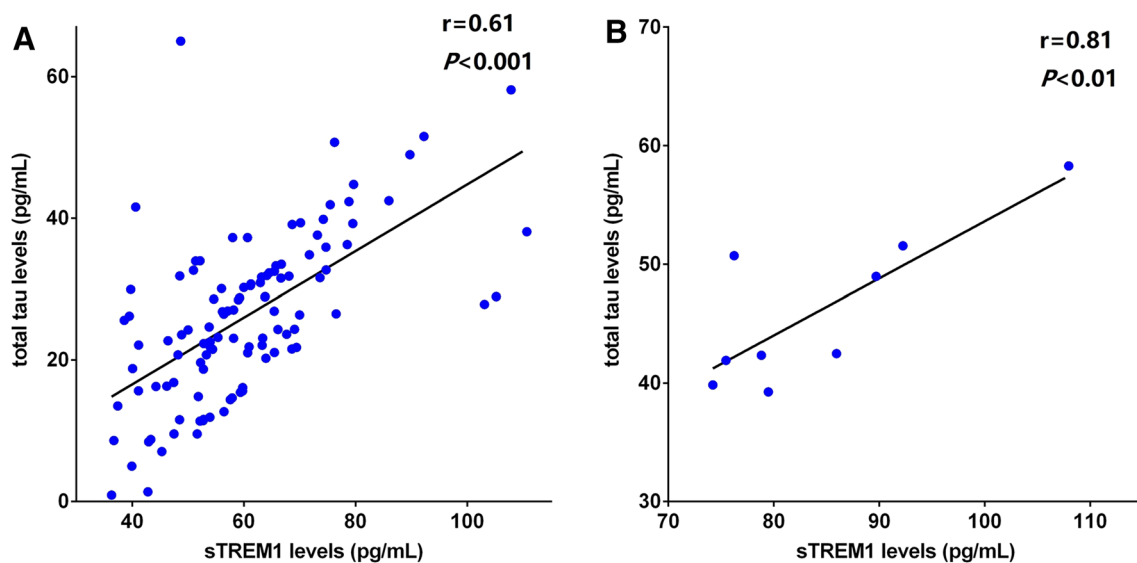 A
r=0.61
P<0.001
total tau levels (pg/mL)
60
40
20
0
40 60 80 100
sTREM1 levels (pg/mL)
B
r=0.81
P<0.01
total tau levels (pg/mL)
70
60
50
40
30
70 80 90 100 110
sTREM1 levels (pg/mL)